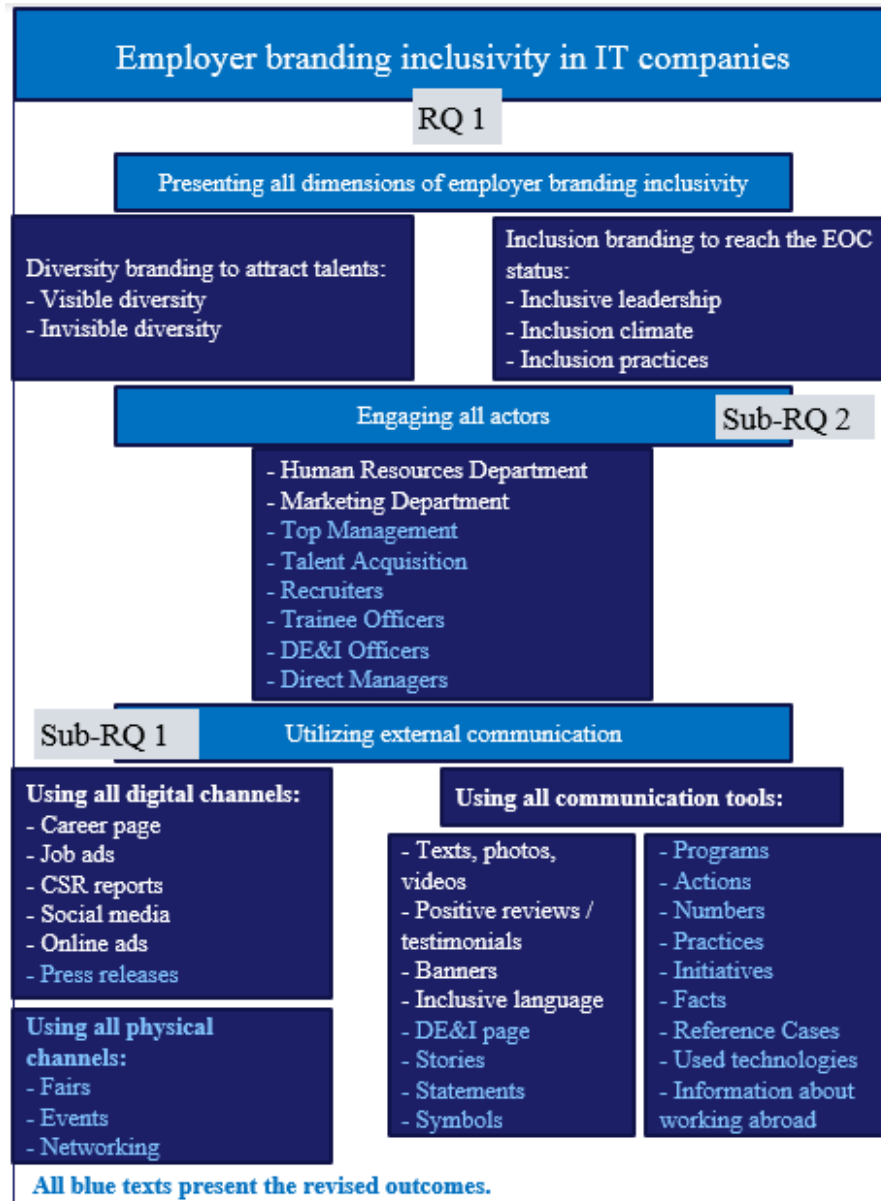 Employer branding inclusivity in IT companies
RQ 1
Presenting all dimensions of employer branding inclusivity
Diversity branding to attract talents:
- Visible diversity
- Invisible diversity
Inclusion branding to reach the EOC
status:
- Inclusive leadership
- Inclusion climate
- Inclusion practices
Engaging all actors
Sub-RQ 2
- Human Resources Department
- Marketing Department
- Top Management
- Talent Acquisition
- Recruiters
- Trainee Officers
- DE&I Officers
- Direct Managers
Sub-RQ 1
Utilizing external communication
Using all digital channels:
- Career page
- Job ads
- CSR reports
- Social media
- Online ads
- Press releases
Using all physical
channels:
- Fairs
- Events
- Networking
Using all communication tools:
- Texts, photos,
videos
- Positive reviews /
testimonials
- Banners
- Inclusive language
- DE&I page
- Stories
- Statements
- Symbols
- Programs
- Actions
- Numbers
- Practices
- Initiatives
- Facts
- Reference Cases
- Used technologies
- Information about
working abroad
All blue texts present the revised outcomes.